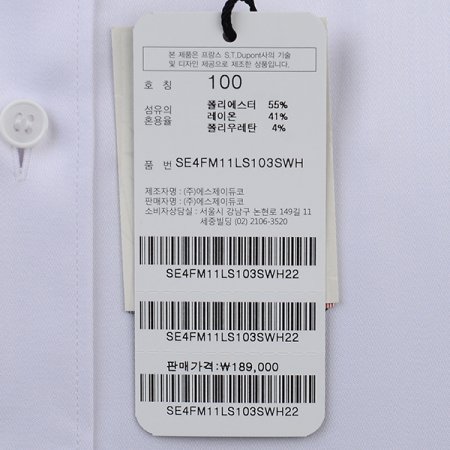 본 제품은 프랑스 S.T.Dupont사의 기술
및 디자인 제공으로 제조한 상품입니다.
호 칭 100
섬유의 혼용율 폴리에스터 55%
레이온 41%
폴리우레탄 4%
품 번 SE4FM11LS103SWH
제조자명 : (주)에스제이듀코
판매자명 : (주)에스제이듀코
소비자상담실 : 서울시 강남구 논현로 149길 11
세중빌딩 (02) 2106-3520
SE4FM11LS103SWH22
SE4FM11LS103SWH22
판매가격:₩189,000
SE4FM11LS103SWH22